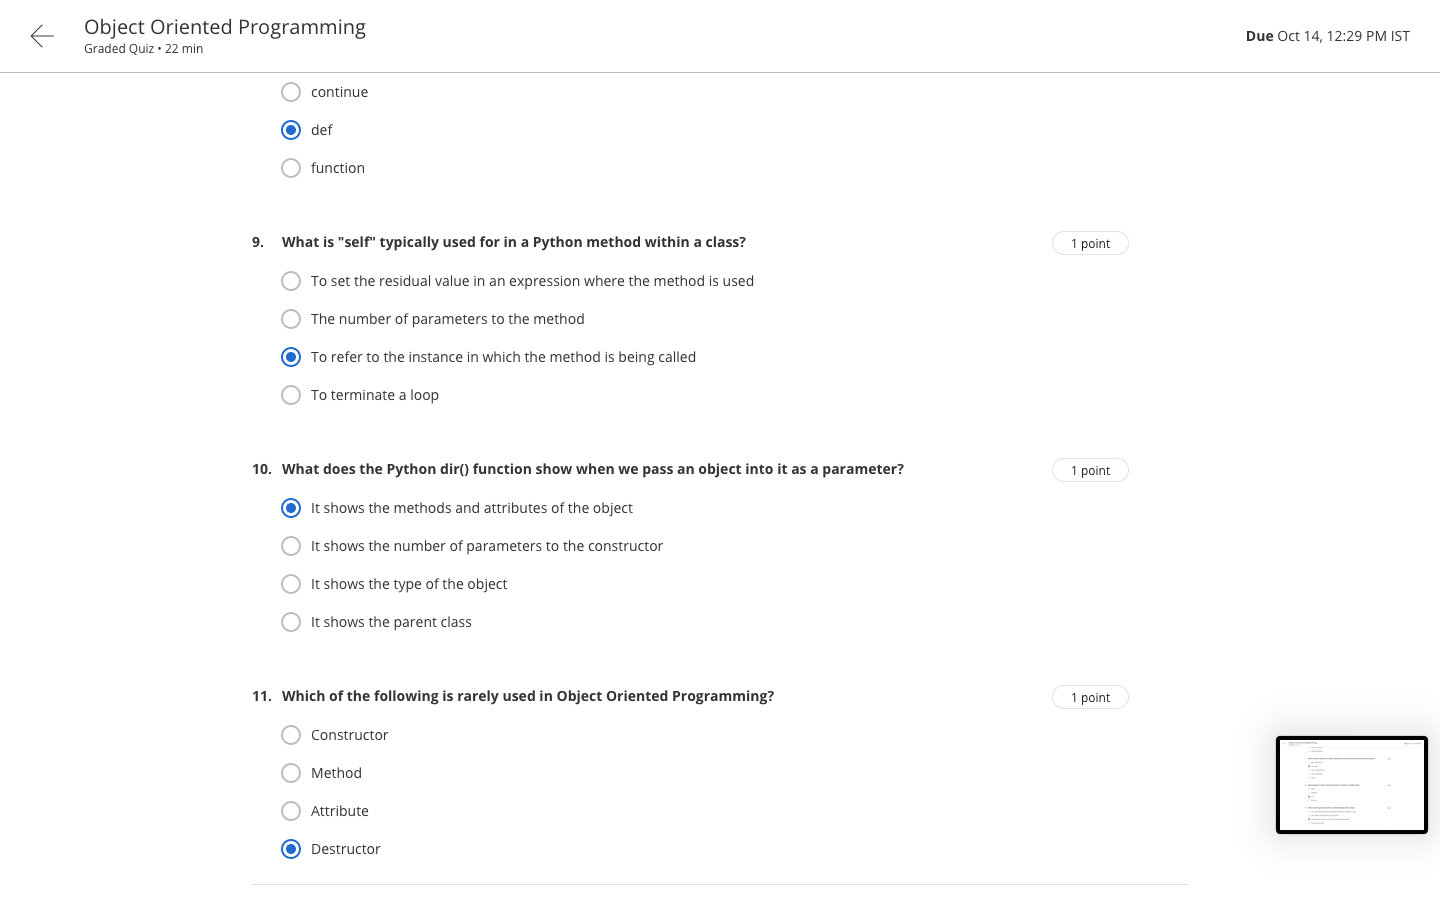 Object Oriented Programming
Graded Quiz • 22 min
Due Oct 14, 12:29 PM IST
continue
def
function
9. What is "self" typically used for in a Python method within a class?
1 point
To set the residual value in an expression where the method is used
The number of parameters to the method
To refer to the instance in which the method is being called
To terminate a loop
10. What does the Python dir() function show when we pass an object into it as a parameter?
1 point
It shows the methods and attributes of the object
It shows the number of parameters to the constructor
It shows the type of the object
It shows the parent class
11. Which of the following is rarely used in Object Oriented Programming?
1 point
Constructor
Method
Attribute
Destructor